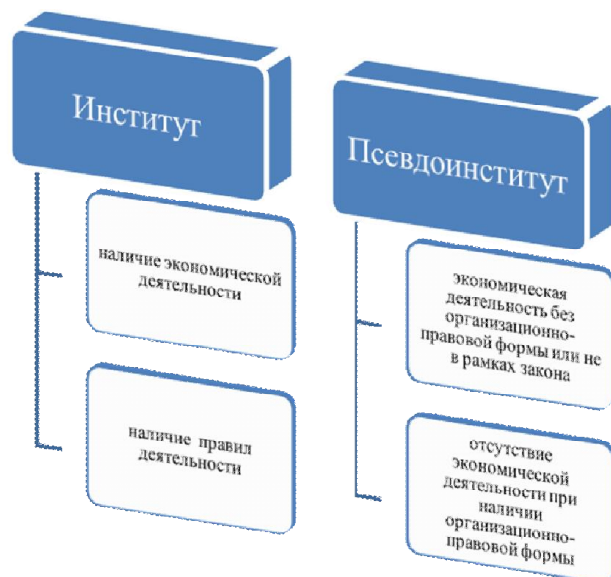 Институт
наличие экономической
деятельности
наличие правил
деятельности
Псевдоинститут
экономическая
деятельность без
организационно-
правовой формы или не
в рамках закона
отсутствие
экономической
деятельности при
наличии
организационно-
правовой формы